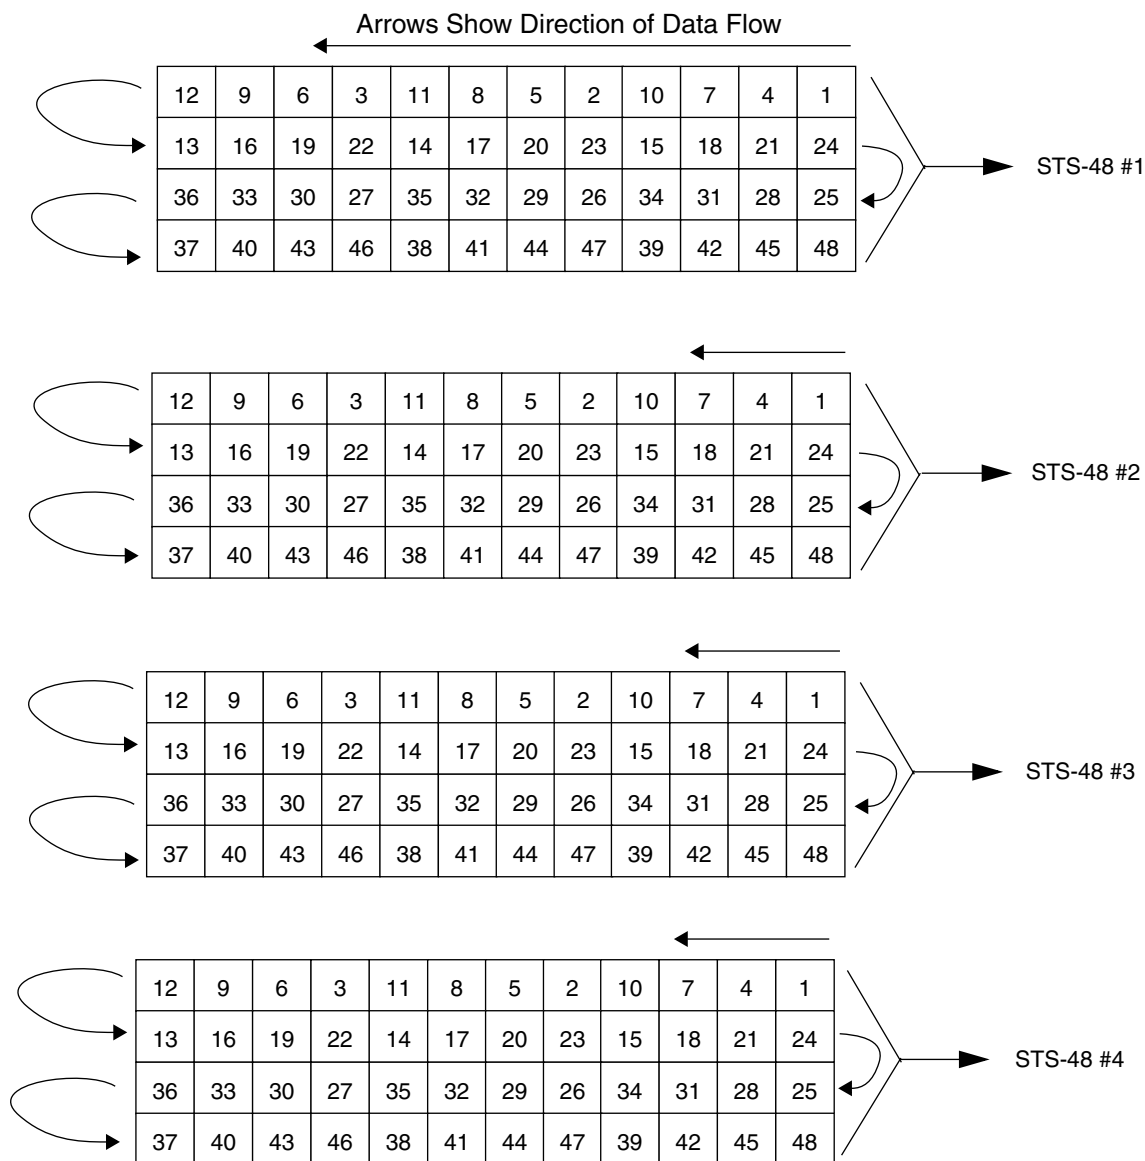 Arrows Show Direction of Data Flow
12 9 6 3 11 8 5 2 10 7 4 1
13 16 19 22 14 17 20 23 15 18 21 24
STS-48 #1
36 33 30 27 35 32 29 26 34 31 28 25
37 40 43 46 38 41 44 47 39 42 45 48
12 9 6 3 11 8 5 2 10 7 4 1
13 16 19 22 14 17 20 23 15 18 21 24
STS-48 #2
36 33 30 27 35 32 29 26 34 31 28 25
37 40 43 46 38 41 44 47 39 42 45 48
12 9 6 3 11 8 5 2 10 7 4 1
13 16 19 22 14 17 20 23 15 18 21 24
STS-48 #3
36 33 30 27 35 32 29 26 34 31 28 25
37 40 43 46 38 41 44 47 39 42 45 48
12 9 6 3 11 8 5 2 10 7 4 1
13 16 19 22 14 17 20 23 15 18 21 24
STS-48 #4
36 33 30 27 35 32 29 26 34 31 28 25
37 40 43 46 38 41 44 47 39 42 45 48